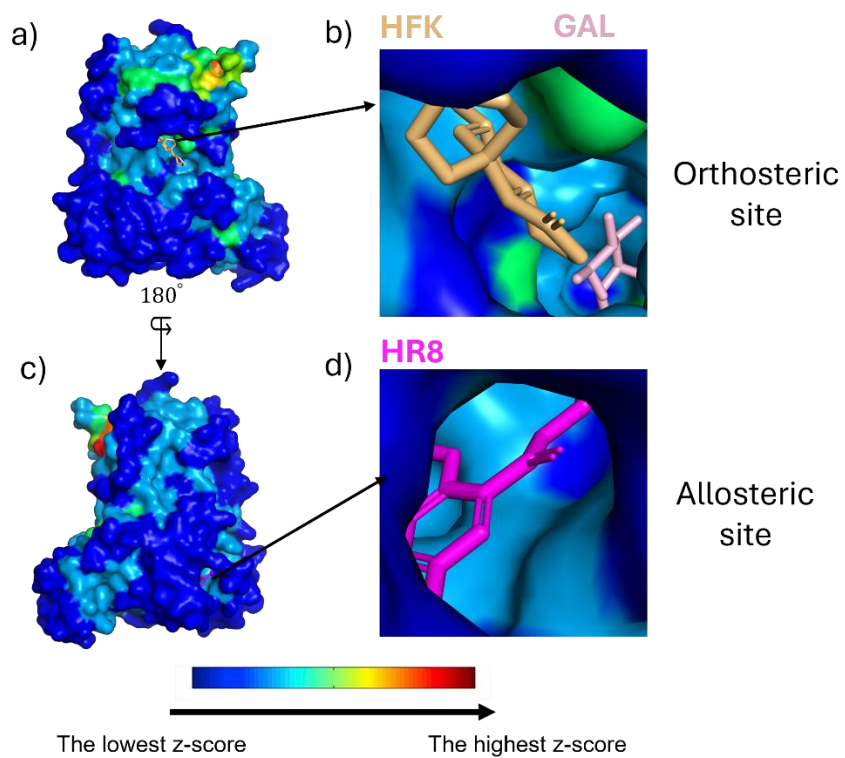 a)
b)
HFK
GAL
Orthosteric
site
180°
c)
d)
HR8
Allosteric
site
The lowest z-score
The highest z-score